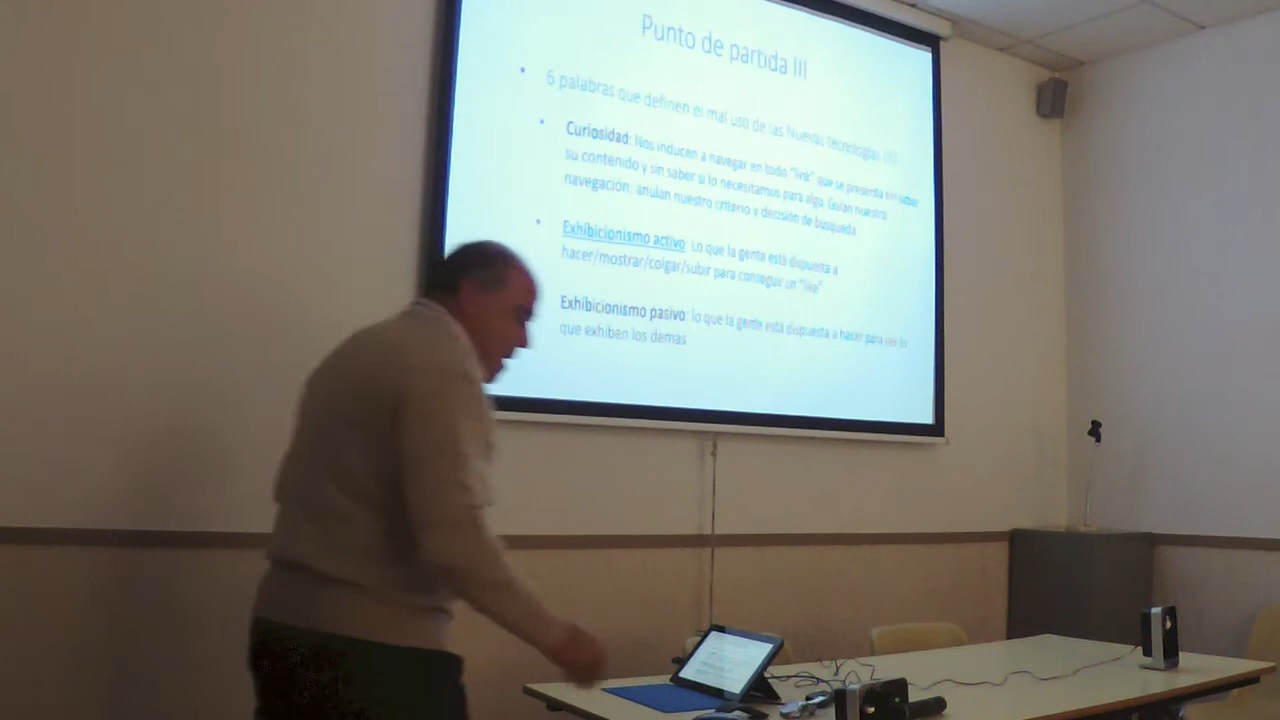 Punto de partida III
• 6 palabras que definen el mal uso de las Nuevas tecnologías (II)
• Curiosidad: Nos inducen a navegar en todo "link" que se presenta sin saber
su contenido y sin saber si lo necesitamos para algo. Guían nuestra
navegación, anulan nuestro criterio y decisión de búsqueda
• Exhibicionismo activo: Lo que la gente está dispuesta a
hacer/mostrar/colgar/subir para conseguir un "like"
Exhibicionismo pasivo: lo que la gente está dispuesta a hacer para ver lo
que exhiben los demas